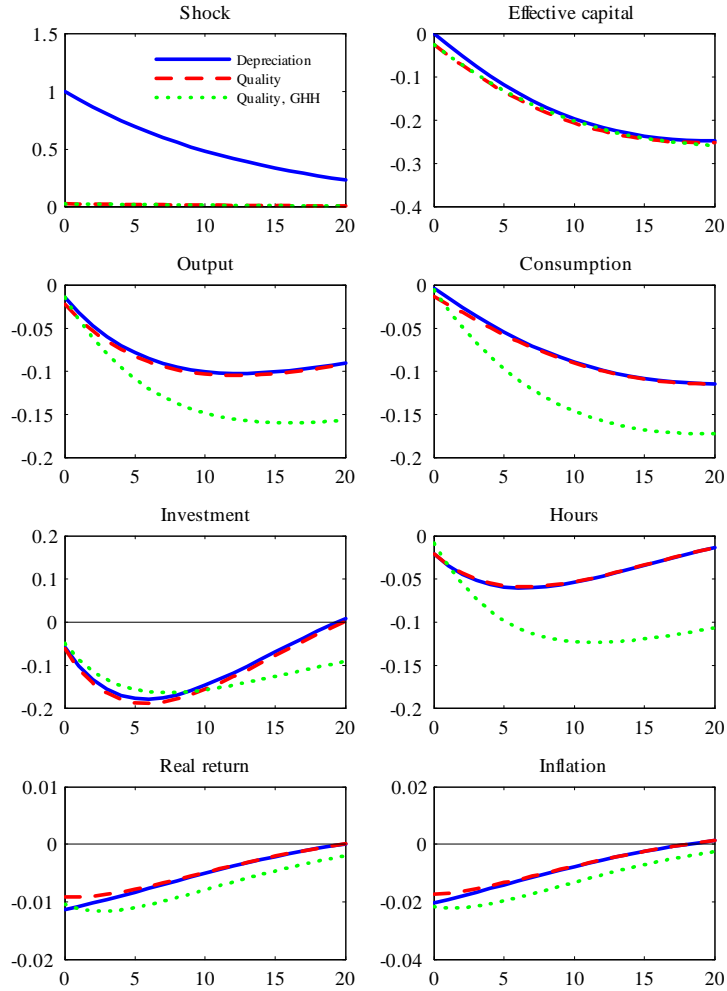 Shock
1.5
1
0.5
0
0 5 10 15 20
Depreciation
Quality
Quality, GHH
Effective capital
0
-0.1
-0.2
-0.3
-0.4
0 5 10 15 20
Output
0
-0.05
-0.1
-0.15
-0.2
0 5 10 15 20
Consumption
0
-0.05
-0.1
-0.15
-0.2
0 5 10 15 20
Investment
0.2
0.1
0
-0.1
-0.2
0 5 10 15 20
Hours
0
-0.05
-0.1
-0.15
-0.2
0 5 10 15 20
Real return
0.01
0
-0.01
-0.02
0 5 10 15 20
Inflation
0.02
0
-0.02
-0.04
0 5 10 15 20